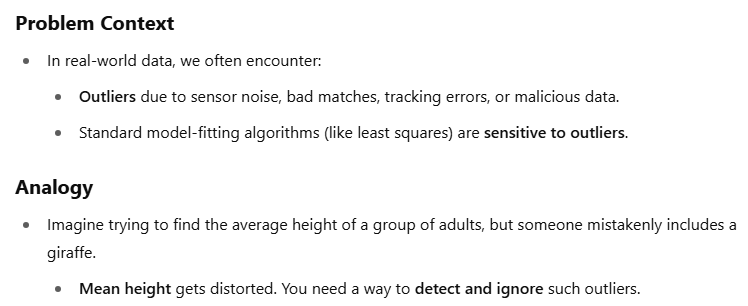 Problem Context
In real-world data, we often encounter:
Outliers due to sensor noise, bad matches, tracking errors, or malicious data.
Standard model-fitting algorithms (like least squares) are sensitive to outliers.
Analogy
Imagine trying to find the average height of a group of adults, but someone mistakenly includes a
giraffe.
Mean height gets distorted. You need a way to detect and ignore such outliers.